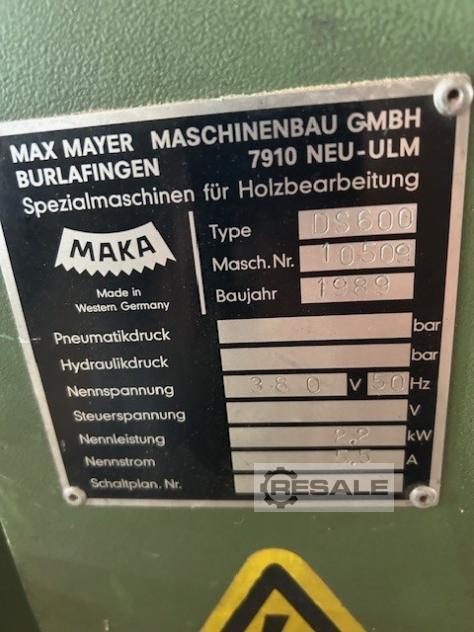 MAX MAYER MASCHINENBAU GMBH
BURLAFINGEN 7910 NEU-ULM
Spezialmaschinen für Holzbearbeitung
MAKA
Made in
Western Germany
Type DS600
Masch.Nr. 10509
Baujahr 1989
Pneumatikdruck bar
Hydraulikdruck bar
Nennspannung 380 V 50 Hz
Steuerspannung V
Nennleistung 2.2 kW
Nennstrom 5.5 A
Schaltplan. Nr.
RESALE